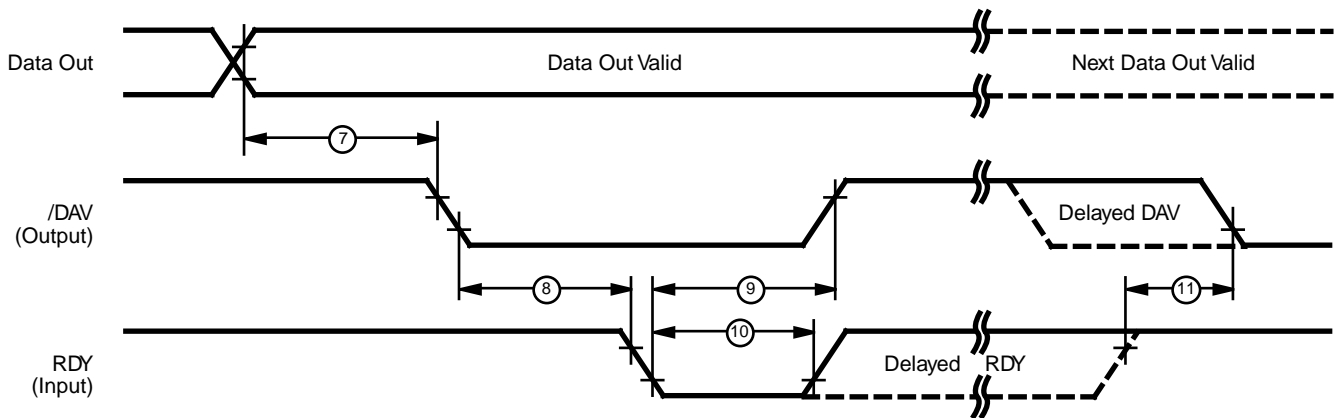 Data Out
Data Out Valid
Next Data Out Valid
7
/DAV
(Output)
Delayed DAV
8
9
11
10
RDY
(Input)
Delayed RDY